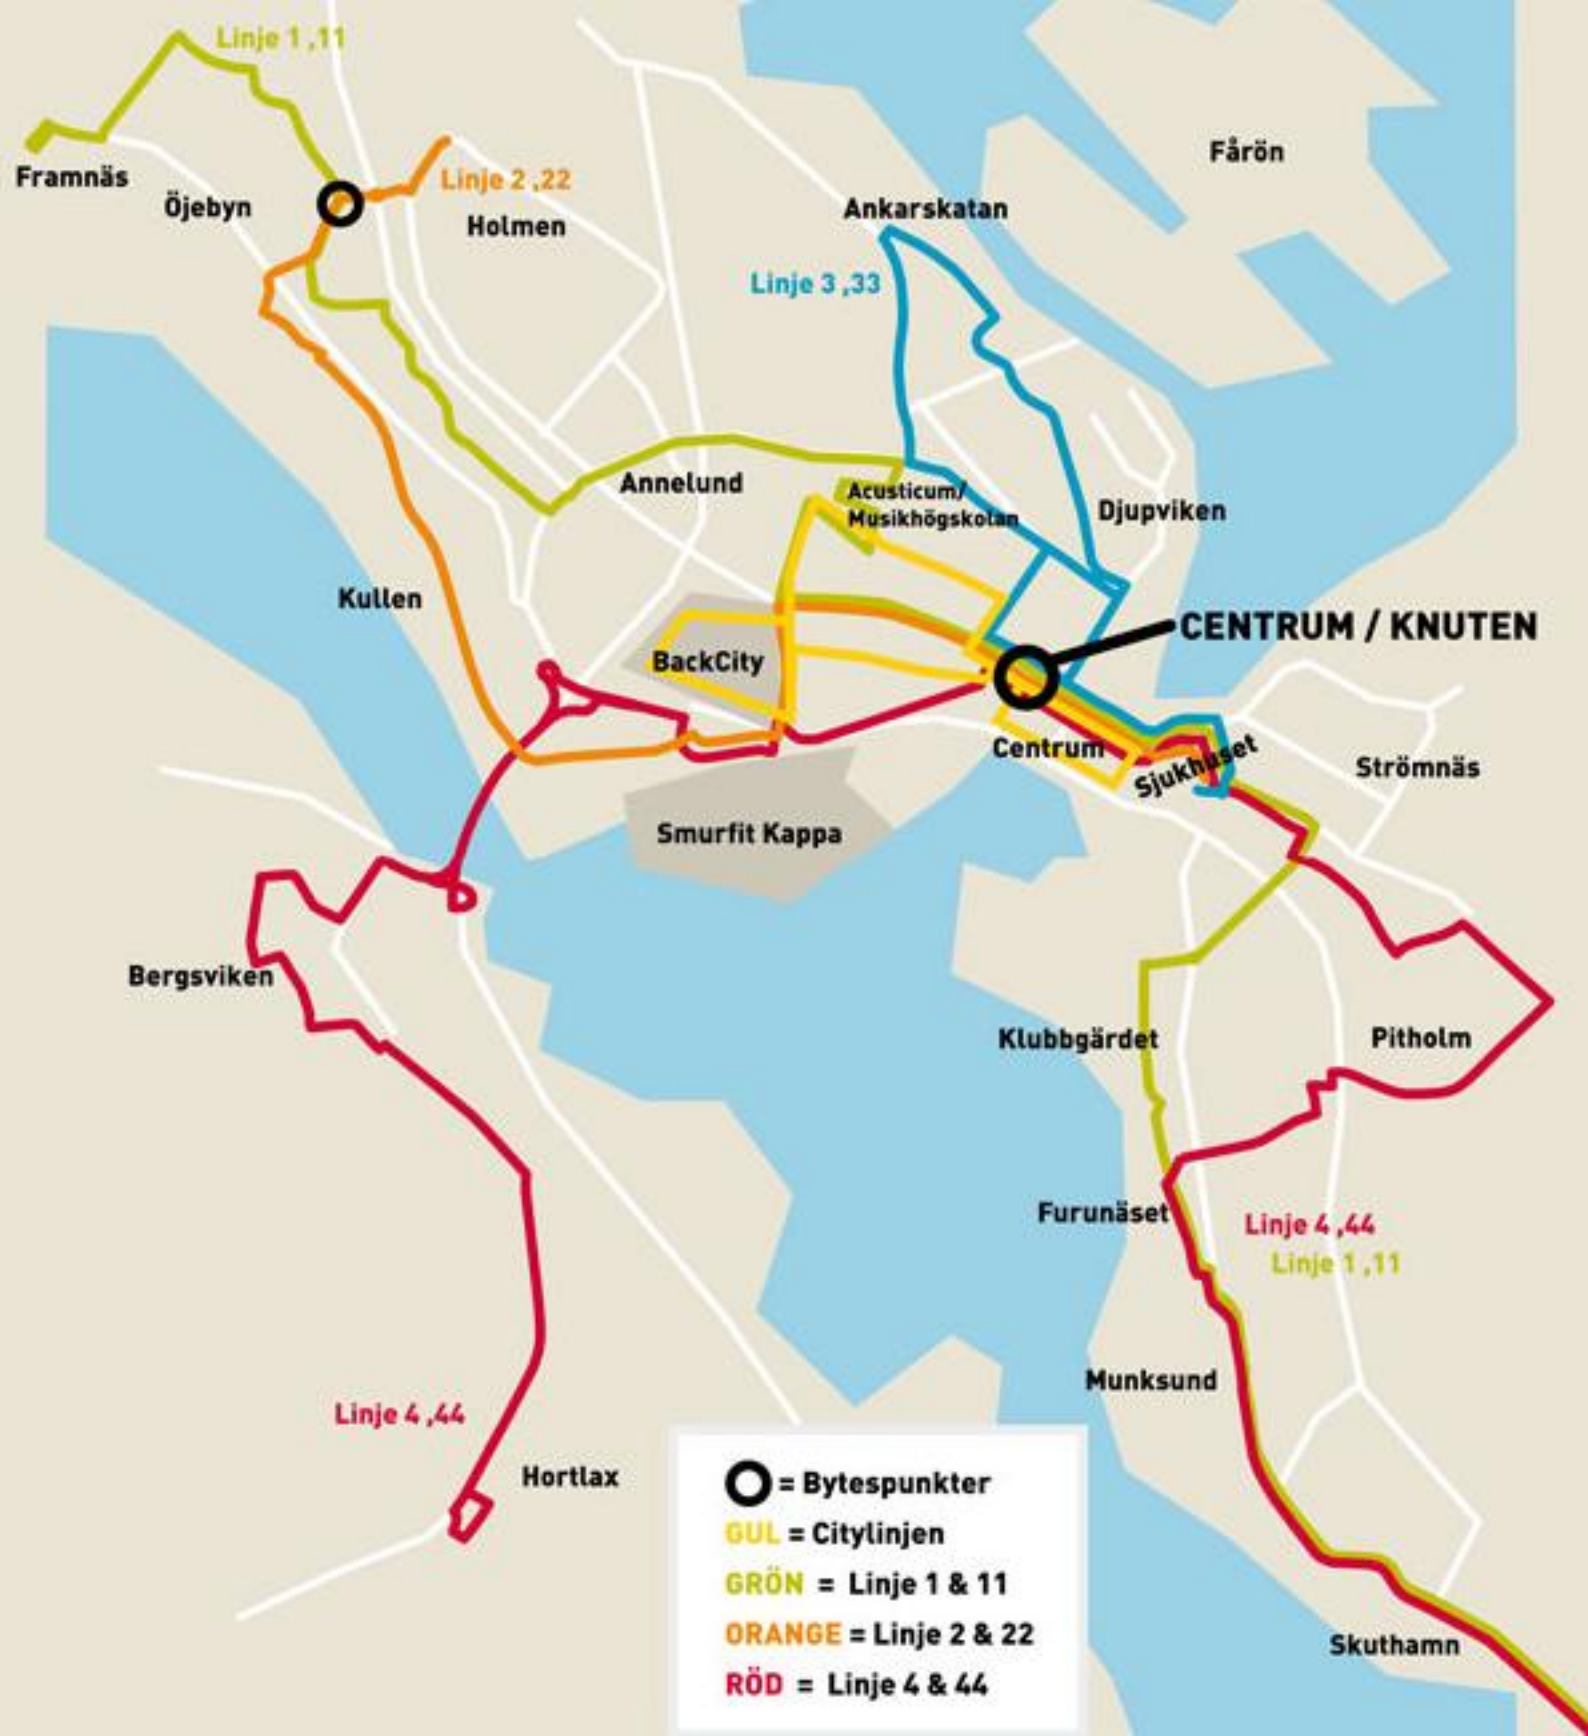 Linje 1 ,11
Fårön
Framnäs
Linje 2 ,22
Öjebyn
Ankarskatan
Holmen
Linje 3 ,33
Annelund
Acusticum/
Musikhögskolan
Djupviken
Kullen
CENTRUM / KNUTEN
BackCity
Centrum
Sjukhuset
Strömnäs
Smurfit Kappa
Bergsviken
Klubbgärdet
Pitholm
Furunäset
Linje 4 ,44
Linje 1 ,11
Munksund
Linje 4 ,44
Hortlax
= Bytespunkter
GUL = Citylinjen
GRÖN = Linje 1 & 11
ORANGE = Linje 2 & 22
RÖD = Linje 4 & 44
Skuthamn